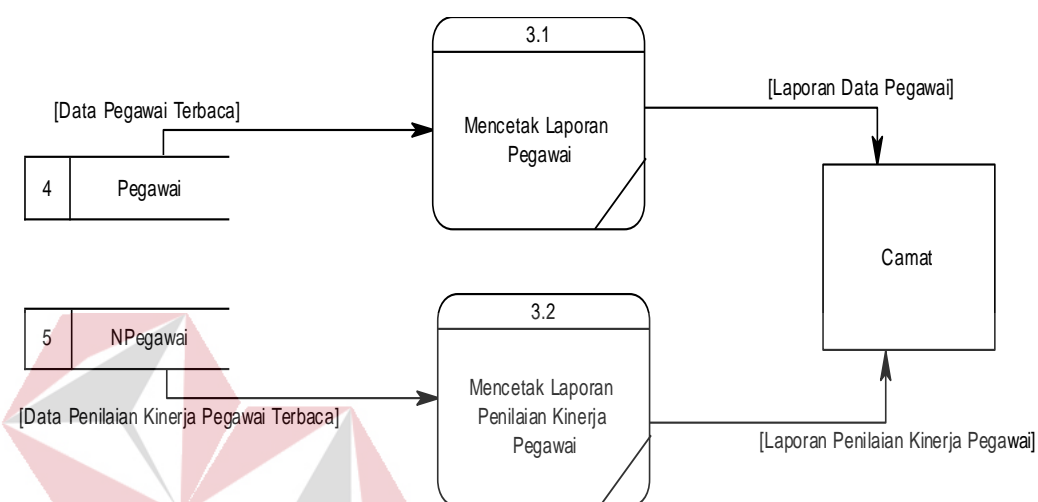 3.1
[Laporan Data Pegawai]
[Data Pegawai Terbaca]
Mencetak Laporan
Pegawai
4 Pegawai
Camat
5 NPegawai
3.2
Mencetak Laporan
Penilaian Kinerja
Pegawai
[Data Penilaian Kinerja Pegawai Terbaca]
[Laporan Penilaian Kinerja Pegawai]